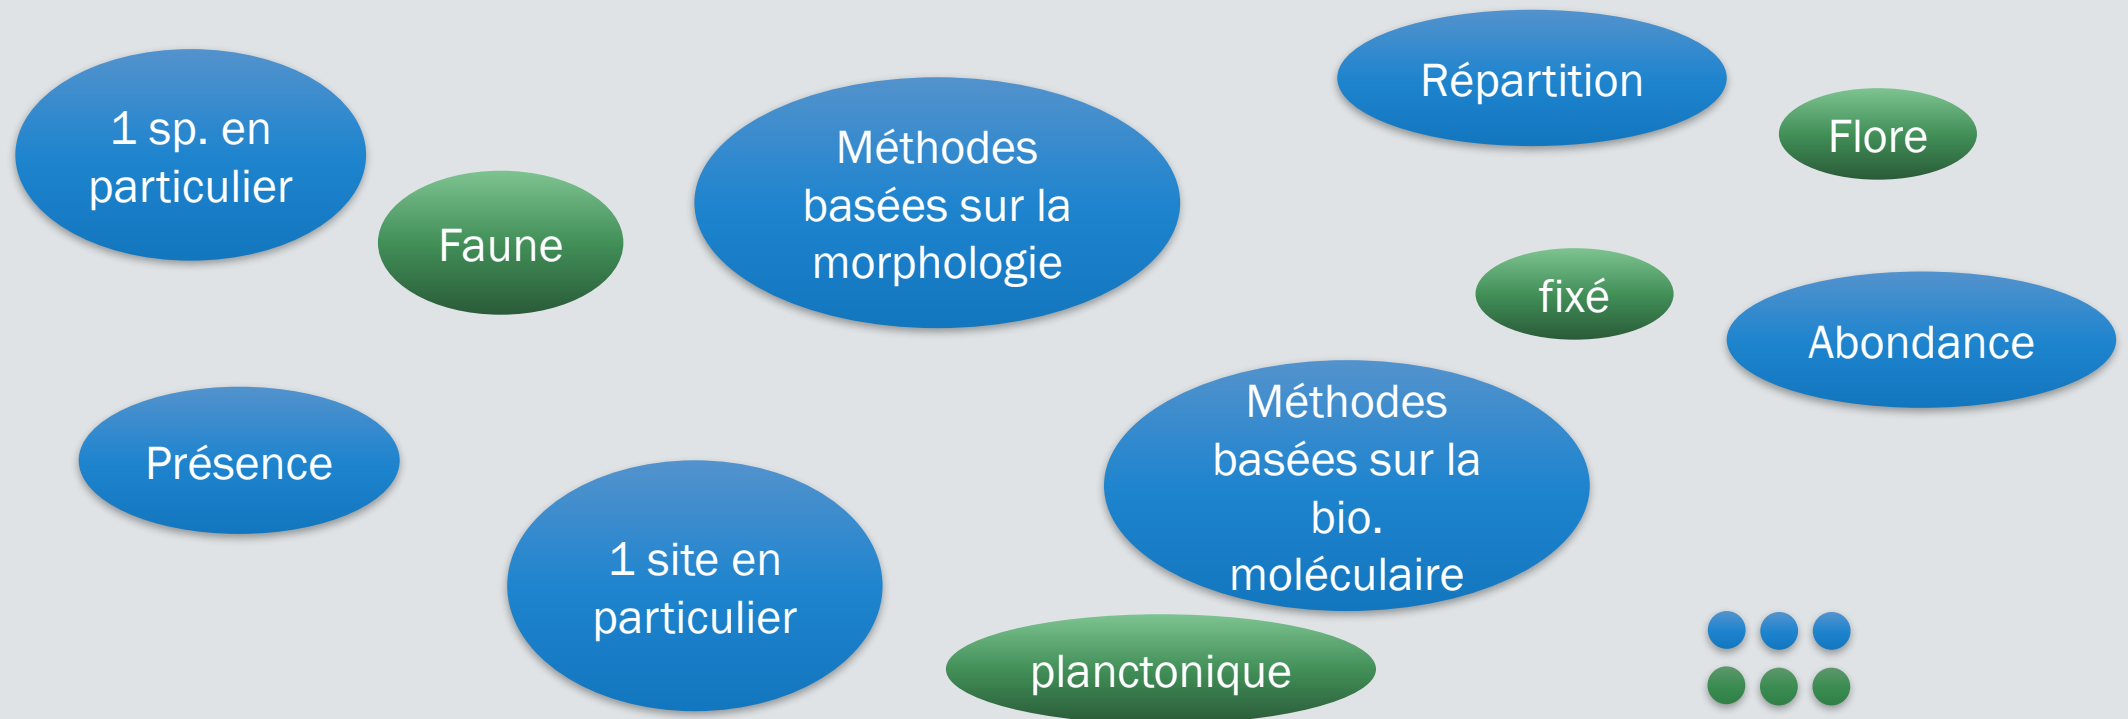 1 sp. en
particulier
Faune
Méthodes
basées sur la
morphologie
Répartition
Flore
fixé
Abondance
Présence
1 site en
particulier
Méthodes
basées sur la
bio.
moléculaire
planctonique